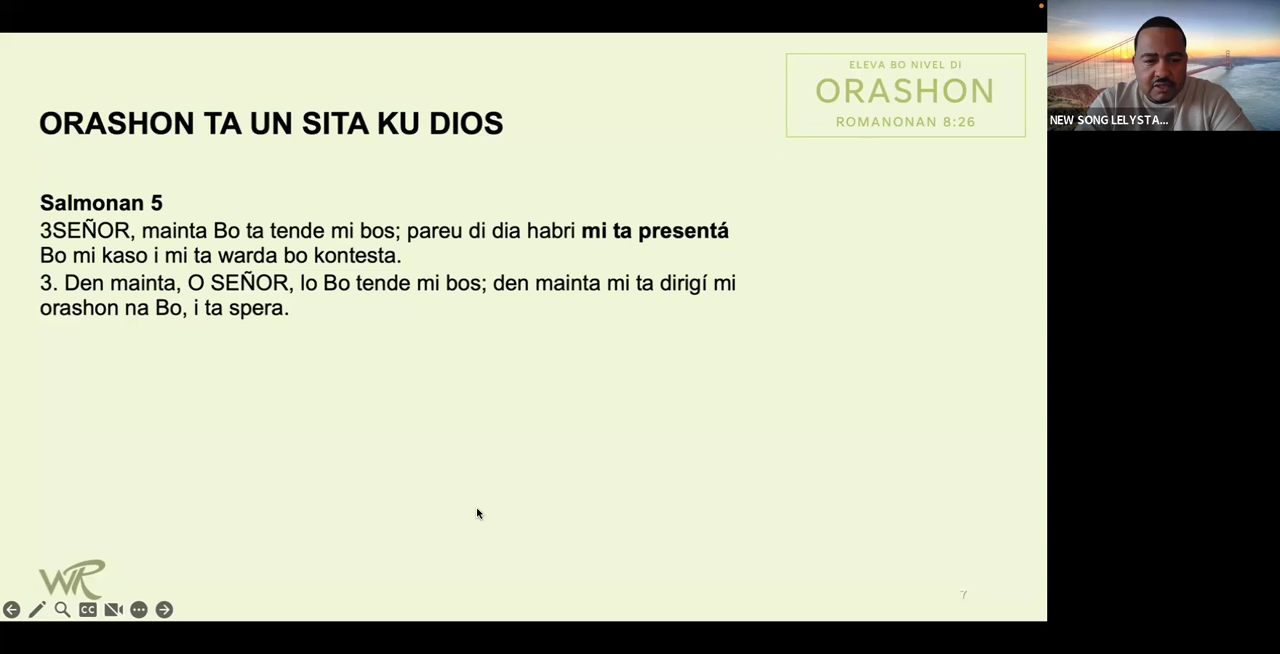 ELEVA BO NIVEL DI
ORASHON
ROMANONAN 8:26
NEW SONG LELYSTA...
ORASHON TA UN SITA KU DIOS
Salmonan 5
3SEÑOR, mainta Bo ta tende mi bos; pareu di dia habri mi ta presentá
Bo mi kaso i mi ta warda bo kontesta.
3. Den mainta, O SEÑOR, lo Bo tende mi bos; den mainta mi ta dirigí mi
orashon na Bo, i ta spera.
WR
CC
7